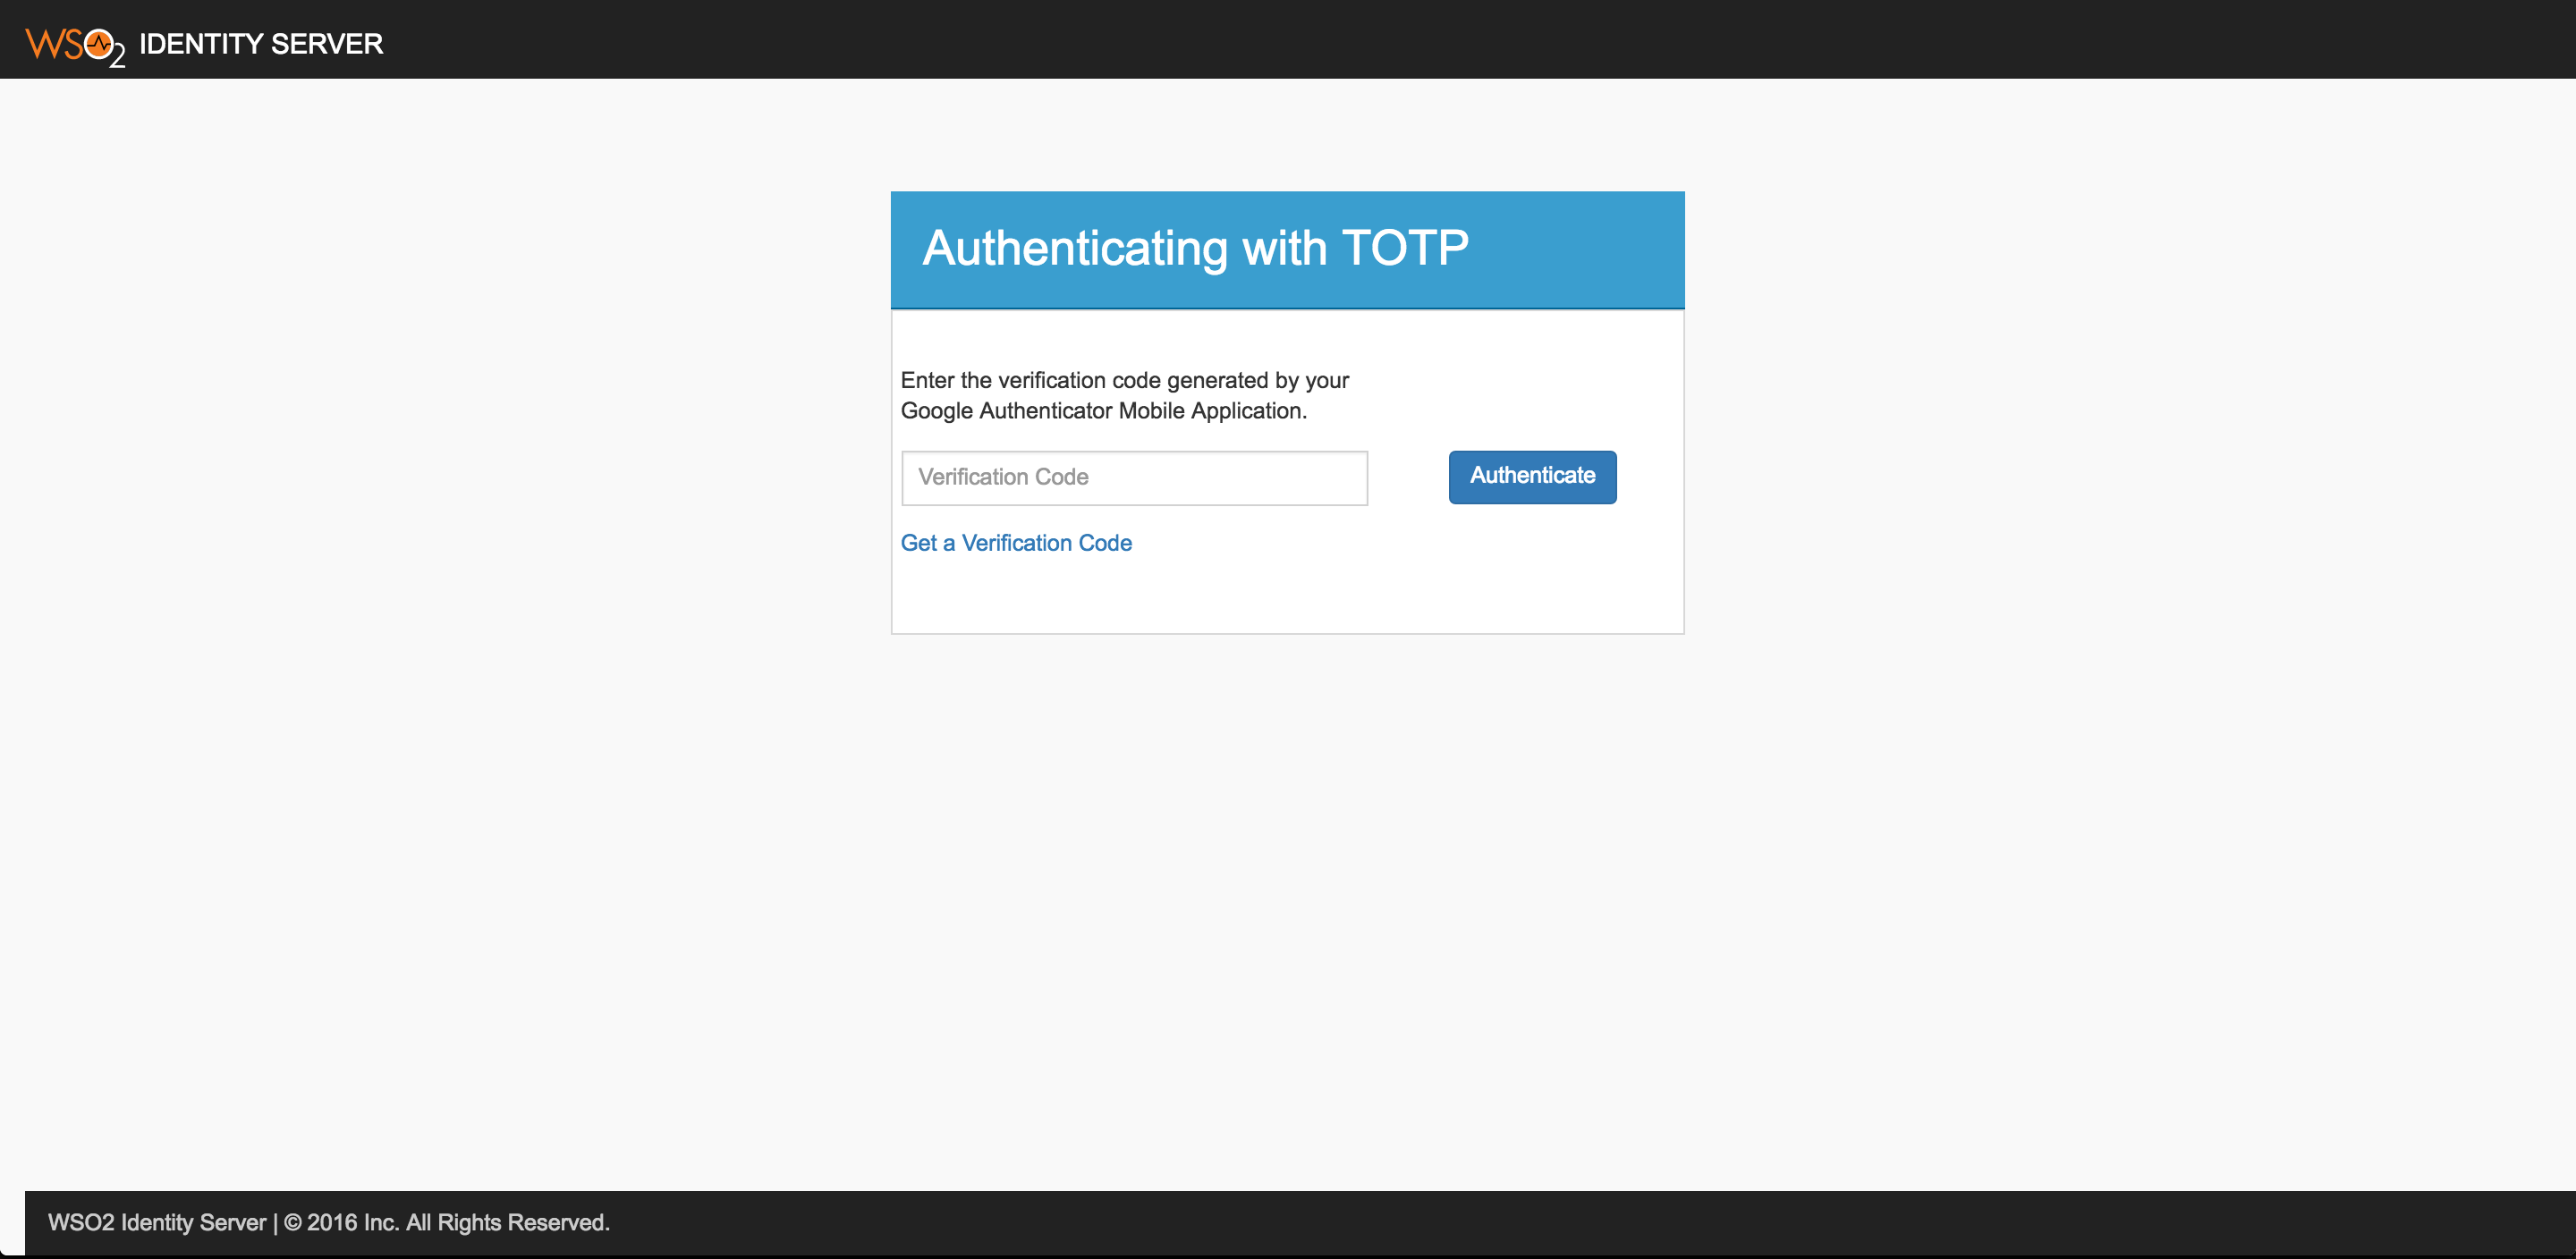 WSO2 IDENTITY SERVER
Authenticating with TOTP
Enter the verification code generated by your
Google Authenticator Mobile Application.
Verification Code
Authenticate
Get a Verification Code
WSO2 Identity Server | © 2016 Inc. All Rights Reserved.